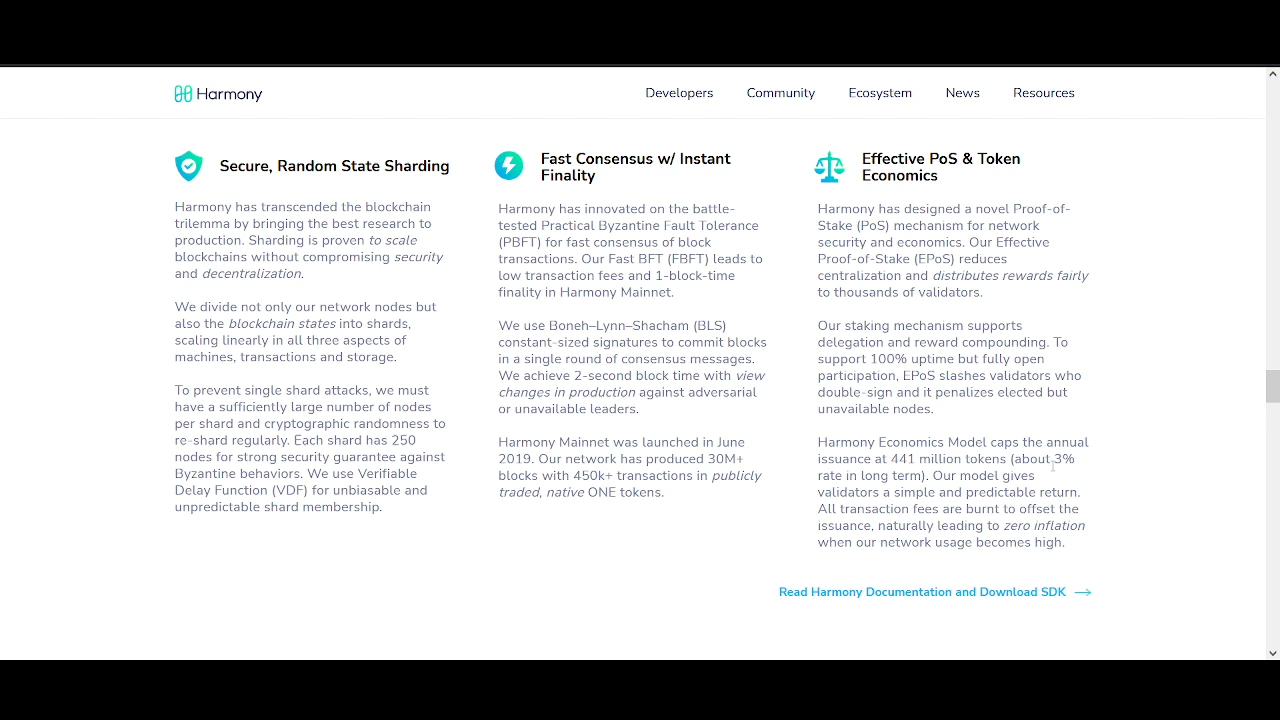 Harmony
Developers
Community
Ecosystem
News
Resources
Secure, Random State Sharding
Harmony has transcended the blockchain
trilemma by bringing the best research to
production. Sharding is proven to scale
blockchains without compromising security
and decentralization.
We divide not only our network nodes but
also the blockchain states into shards,
scaling linearly in all three aspects of
machines, transactions and storage.
To prevent single shard attacks, we must
have a sufficiently large number of nodes
per shard and cryptographic randomness to
re-shard regularly. Each shard has 250
nodes for strong security guarantee against
Byzantine behaviors. We use Verifiable
Delay Function (VDF) for unbiasable and
unpredictable shard membership.
Fast Consensus w/ Instant
Finality
Harmony has innovated on the battle-
tested Practical Byzantine Fault Tolerance
(PBFT) for fast consensus of block
transactions. Our Fast BFT (FBFT) leads to
low transaction fees and 1-block-time
finality in Harmony Mainnet.
We use Boneh–Lynn–Shacham (BLS)
constant-sized signatures to commit blocks
in a single round of consensus messages.
We achieve 2-second block time with view
changes in production against adversarial
or unavailable leaders.
Harmony Mainnet was launched in June
2019. Our network has produced 30M+
blocks with 450k+ transactions in publicly
traded, native ONE tokens.
Effective PoS & Token
Economics
Harmony has designed a novel Proof-of-
Stake (PoS) mechanism for network
security and economics. Our Effective
Proof-of-Stake (EPoS) reduces
centralization and distributes rewards fairly
to thousands of validators.
Our staking mechanism supports
delegation and reward compounding. To
support 100% uptime but fully open
participation, EPoS slashes validators who
double-sign and it penalizes elected but
unavailable nodes.
Harmony Economics Model caps the annual
issuance at 441 million tokens (about 3%
rate in long term). Our model gives
validators a simple and predictable return.
All transaction fees are burnt to offset the
issuance, naturally leading to zero inflation
when our network usage becomes high.
Read Harmony Documentation and Download SDK